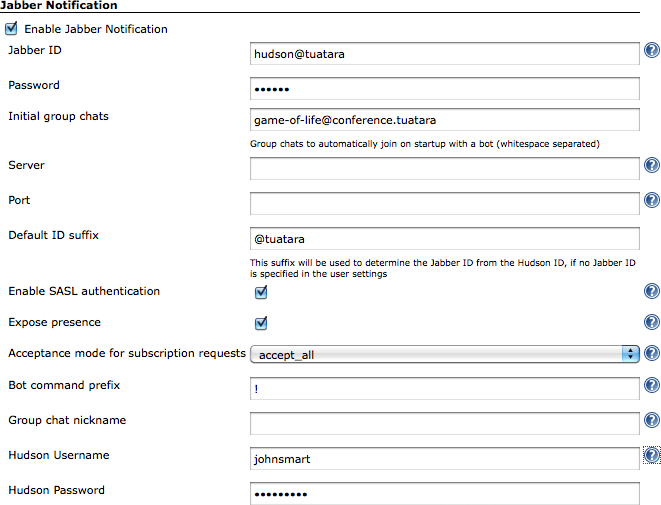 Jabber Notification
Enable Jabber Notification
Jabber ID hudson@tuatara
Password ••••••
Initial group chats game-of-life@conference.tuatara
Group chats to automatically join on startup with a bot (whitespace separated)
Server
Port
Default ID suffix @tuatara
This suffix will be used to determine the Jabber ID from the Hudson ID, if no Jabber ID
is specified in the user settings
Enable SASL authentication
Expose presence
Acceptance mode for subscription requests accept_all
Bot command prefix !
Group chat nickname
Hudson Username johnsmart
Hudson Password •••••••••